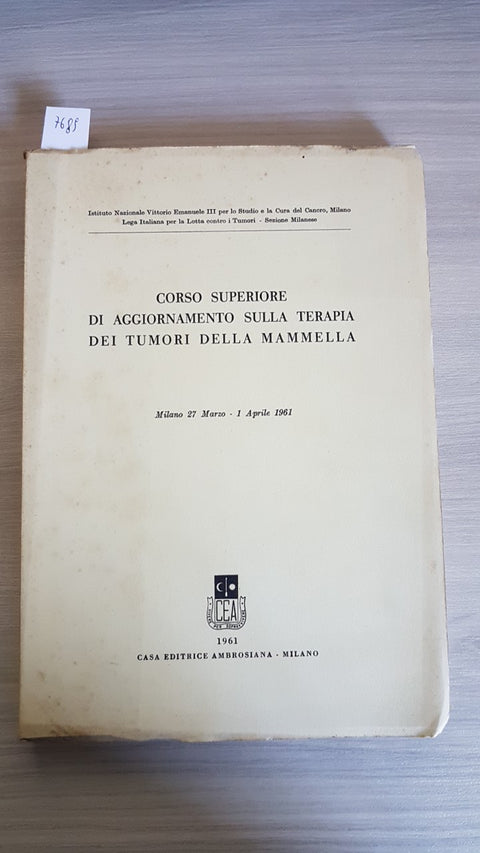 7689
Istituto Nazionale Vittorio Emanuele III per lo Studio e la Cura del Cancro, Milano
Lega Italiana per la Lotta contro i Tumori - Sezione Milanese
CORSO SUPERIORE
DI AGGIORNAMENTO SULLA TERAPIA
DEI TUMORI DELLA MAMMELLA
Milano 27 Marzo - 1 Aprile 1961
CEA
1961
CASA EDITRICE AMBROSIANA - MILANO